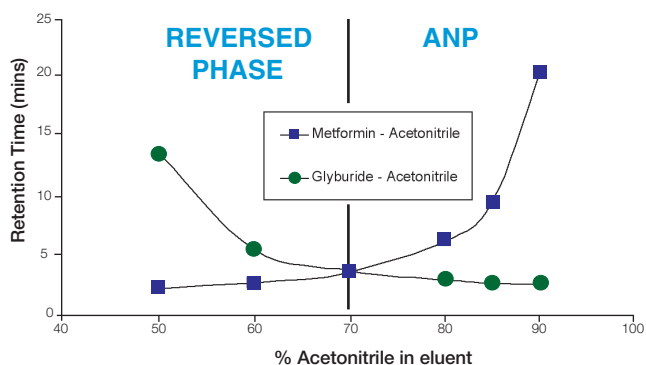 REVERSED
PHASE
ANP
Metformin - Acetonitrile
Glyburide - Acetonitrile
Retention Time (mins)
25
20
15
10
5
0
40
50
60
70
80
90
100
% Acetonitrile in eluent